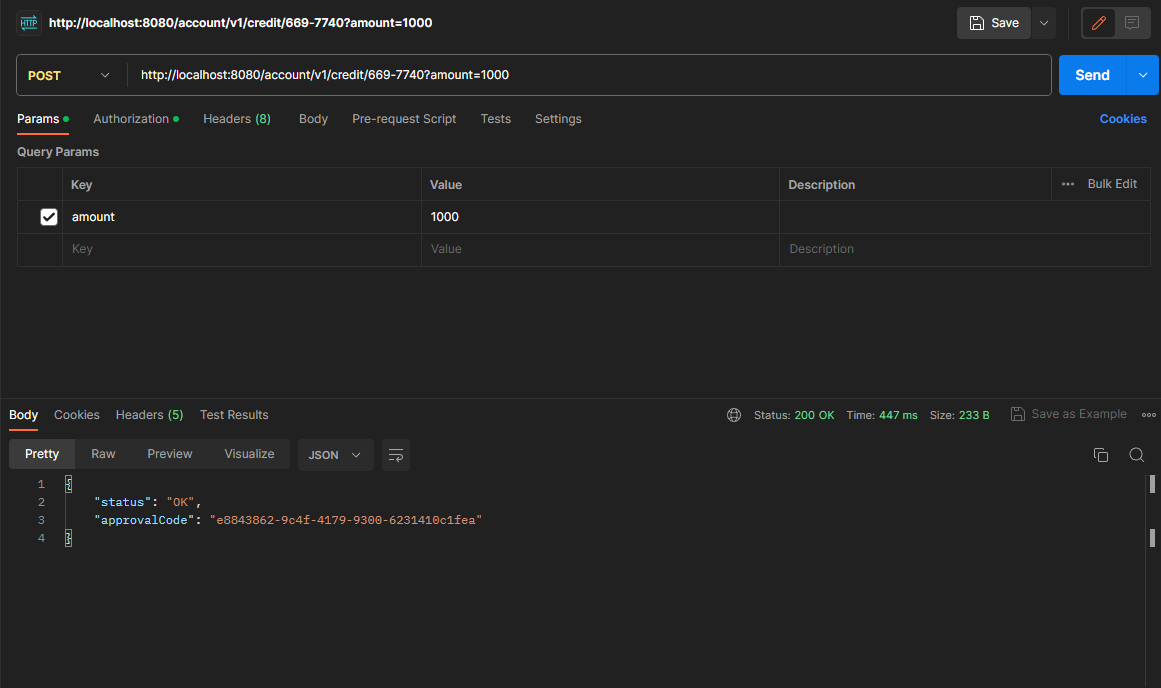 HTTP http://localhost:8080/account/v1/credit/669-7740?amount=1000 Save
POST http://localhost:8080/account/v1/credit/669-7740?amount=1000 Send
Params Authorization Headers (8) Body Pre-request Script Tests Settings Cookies
Query Params
Key Value Description ••• Bulk Edit
amount 1000
Key Value Description
Body Cookies Headers (5) Test Results Status: 200 OK Time: 447 ms Size: 233 B Save as Example
Pretty Raw Preview Visualize JSON
1 {
2 "status": "OK",
3 "approvalCode": "e8843862-9c4f-4179-9300-6231410c1fea"
4 }